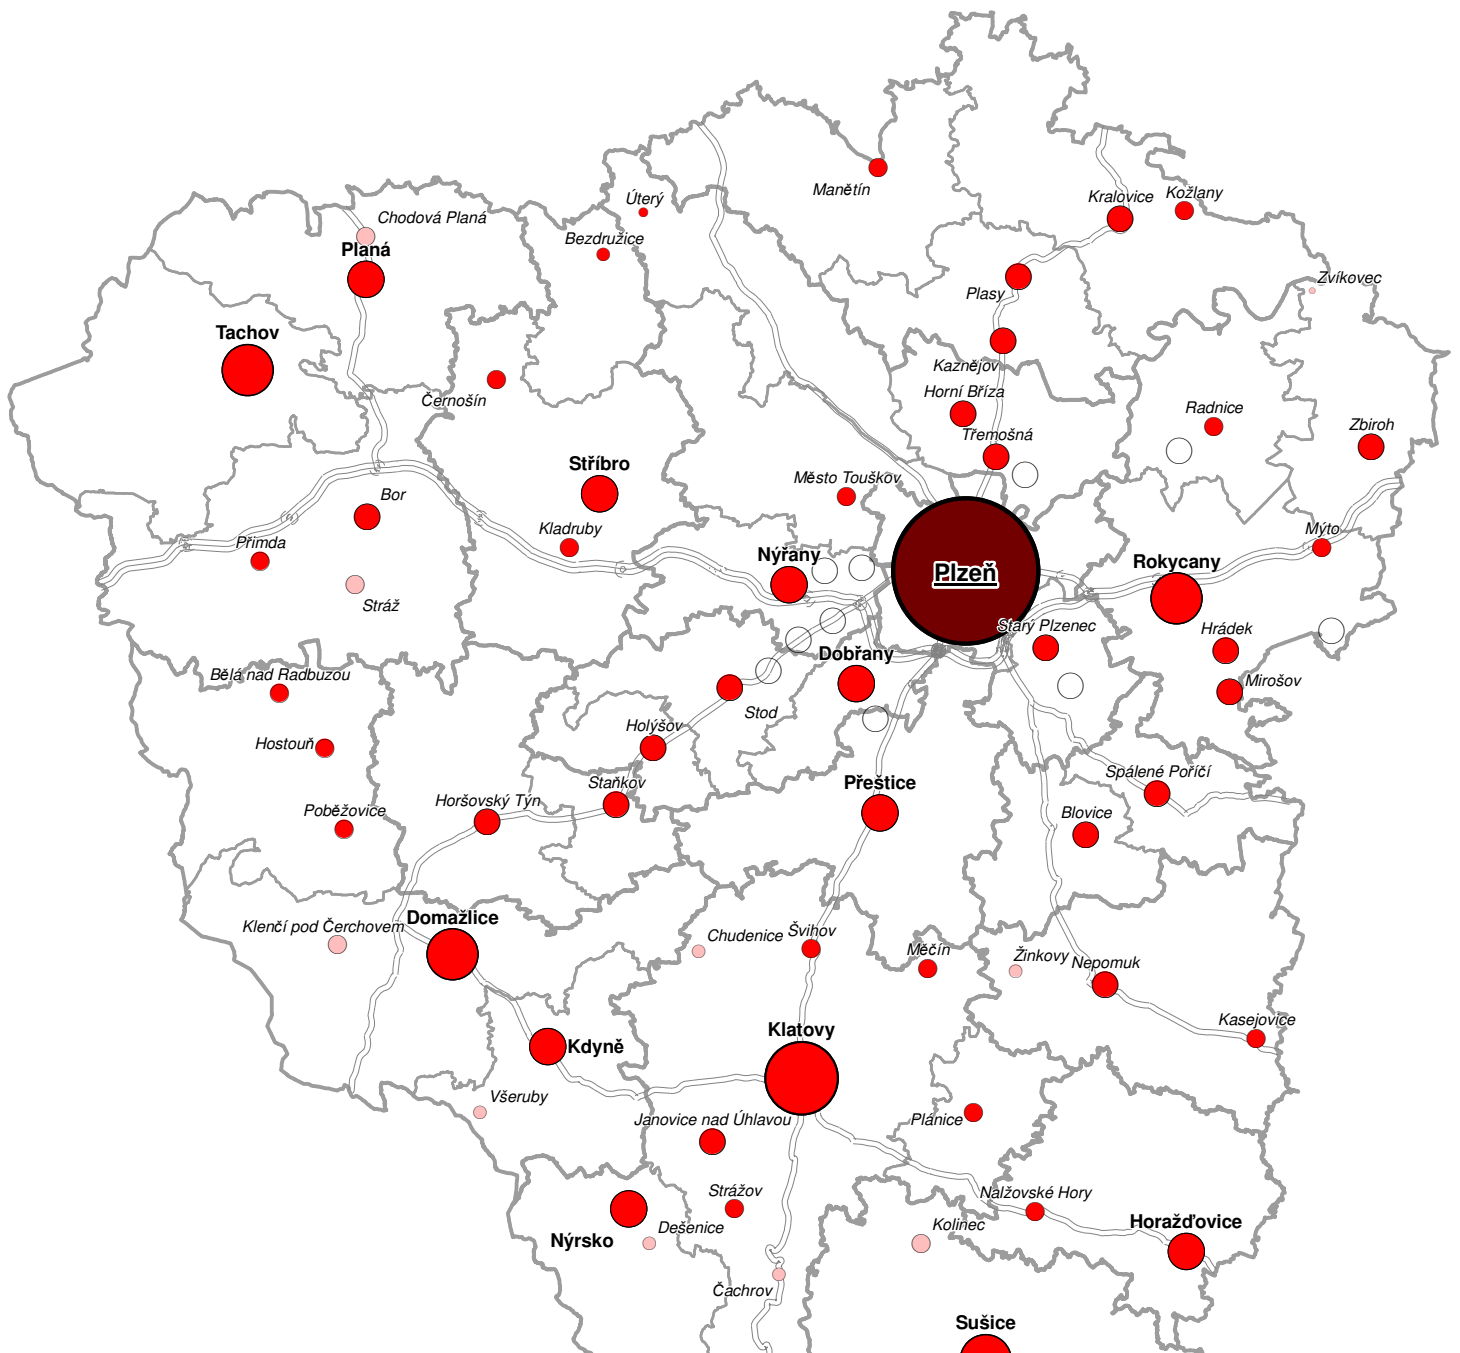 Manětín
Úterý
Kralovice
Kožlany
Chodová Planá
Bezdružice
Planá
Zvíkovec
Plasy
Tachov
Kaznějov
Černošín
Horní Bříza
Radnice
Zbiroh
Třemošná
Stříbro
Město Touškov
Bor
Kladruby
Mýto
Přimda
Nýřany
Rokycany
Plzeň
Stráž
Starý Plzenec
Hrádek
Dobřany
Bělá nad Radbuzou
Mirošov
Stod
Holýšov
Hostouň
Spálené Poříčí
Staňkov
Přeštice
Horšovský Týn
Poběžovice
Blovice
Domažlice
Klenčí pod Čerchovem
Chudenice
Švihov
Měčín
Žinkovy
Nepomuk
Kasejovice
Klatovy
Kdyně
Všeruby
Janovice nad Úhlavou
Plánice
Strážov
Nalžovské Hory
Horažďovice
Dešenice
Kolinec
Nýrsko
Čachrov
Sušice